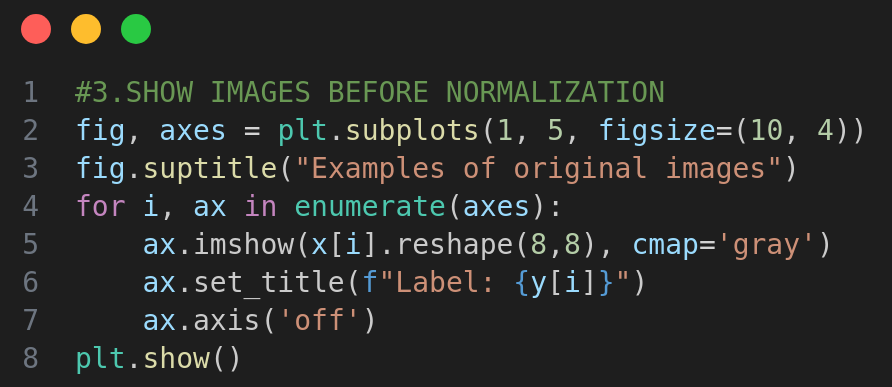 1 #3.SHOW IMAGES BEFORE NORMALIZATION
2 fig, axes = plt.subplots(1, 5, figsize=(10, 4))
3 fig.suptitle("Examples of original images")
4 for i, ax in enumerate(axes):
5     ax.imshow(x[i].reshape(8,8), cmap='gray')
6     ax.set_title(f"Label: {y[i]}")
7     ax.axis('off')
8 plt.show()